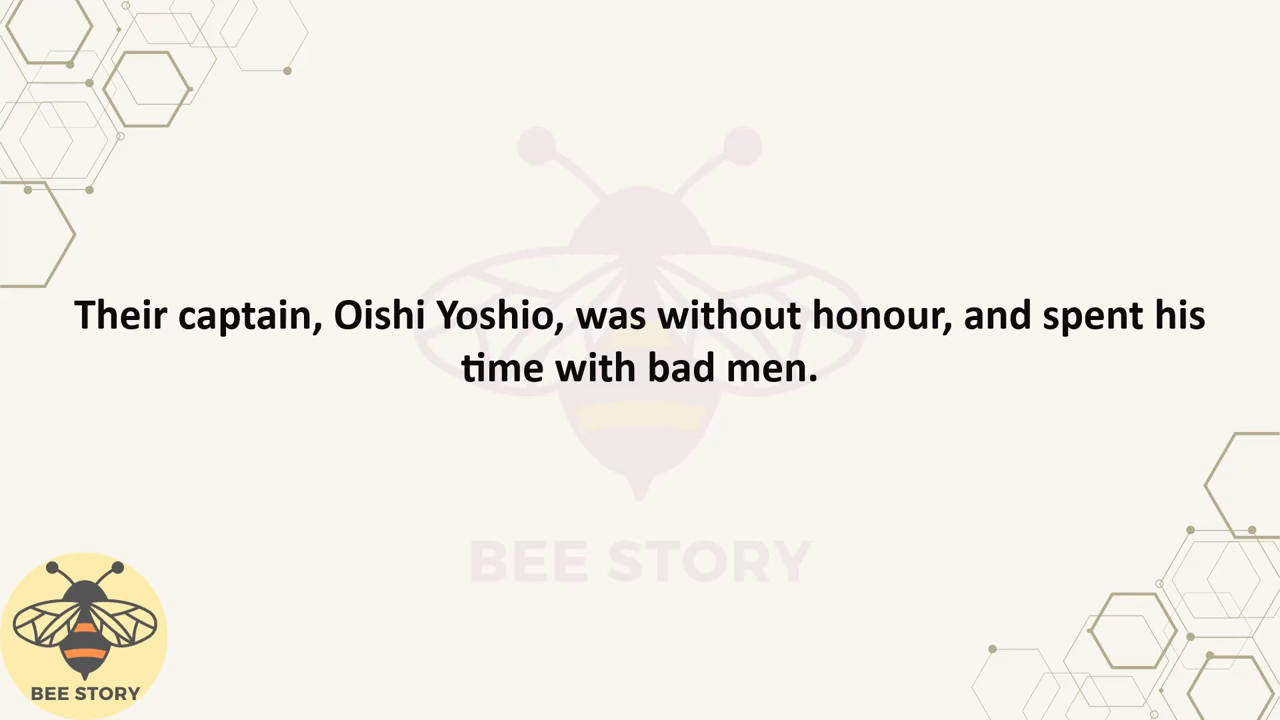 Their captain, Oishi Yoshio, was without honour, and spent his
time with bad men.
BEE STORY
BEE STORY